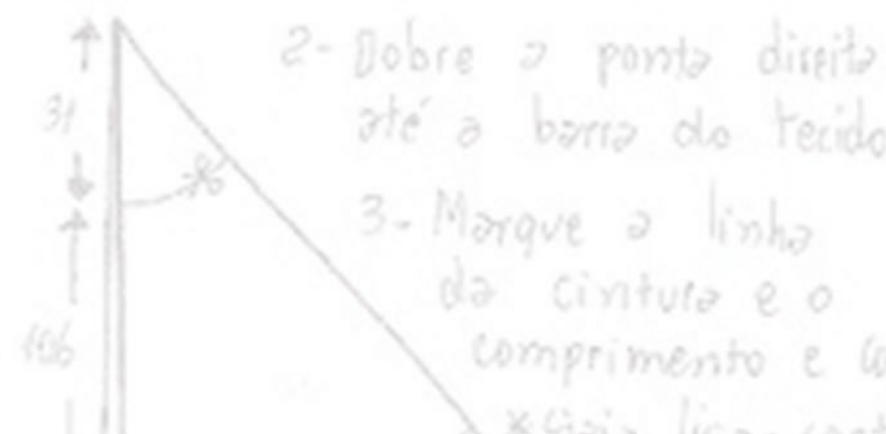 2- Dobre a ponta direita
até a barra do tecido
31
3- Marque a linha
da cintura e o
106
comprimento e